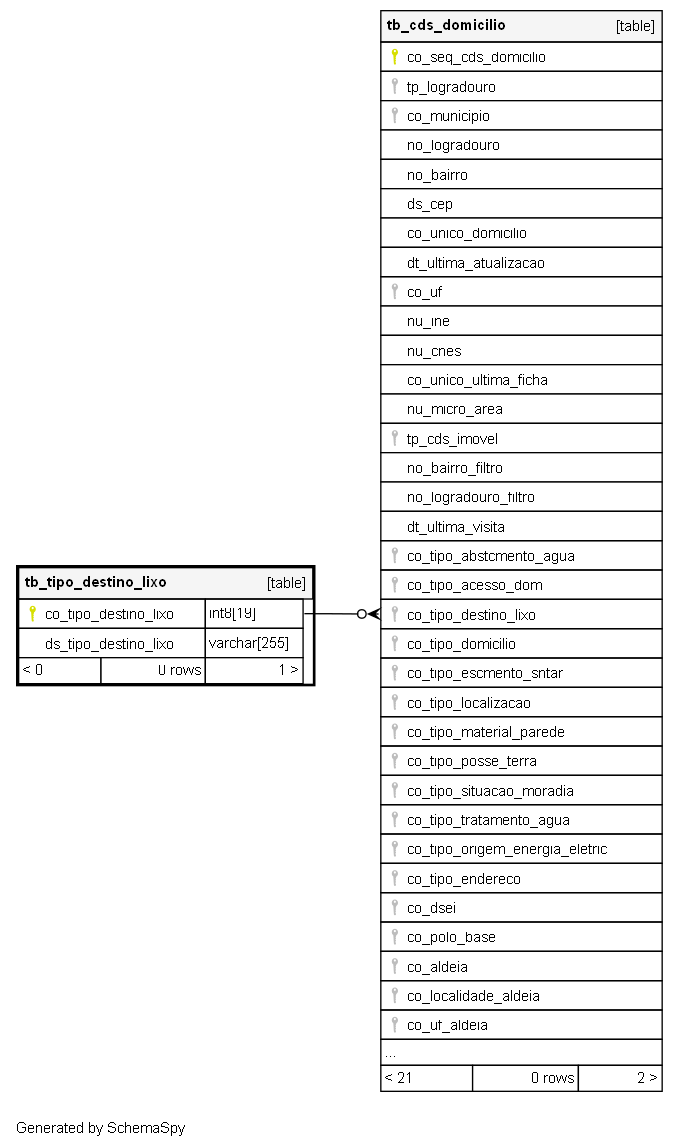 tb_cds_domicilio [table]
co_seq_cds_domicilio
tp_logradouro
co_municipio
no_logradouro
no_bairro
ds_cep
co_unico_domicilio
dt_ultima_atualizacao
co_uf
nu_ine
nu_cnes
co_unico_ultima_ficha
nu_micro_area
tp_cds_imovel
no_bairro_filtro
no_logradouro_filtro
dt_ultima_visita
co_tipo_abstcmento_agua
co_tipo_acesso_dom
co_tipo_destino_lixo
co_tipo_domicilio
co_tipo_escmento_sntar
co_tipo_localizacao
co_tipo_material_parede
co_tipo_posse_terra
co_tipo_situacao_moradia
co_tipo_tratamento_agua
co_tipo_origem_energia_eletric
co_tipo_endereco
co_dsei
co_polo_base
co_aldeia
co_localidade_aldeia
co_uf_aldeia
...
< 21 0 rows 2 >
tb_tipo_destino_lixo [table]
co_tipo_destino_lixo int8[19]
ds_tipo_destino_lixo varchar[255]
< 0 0 rows 1 >
Generated by SchemaSpy